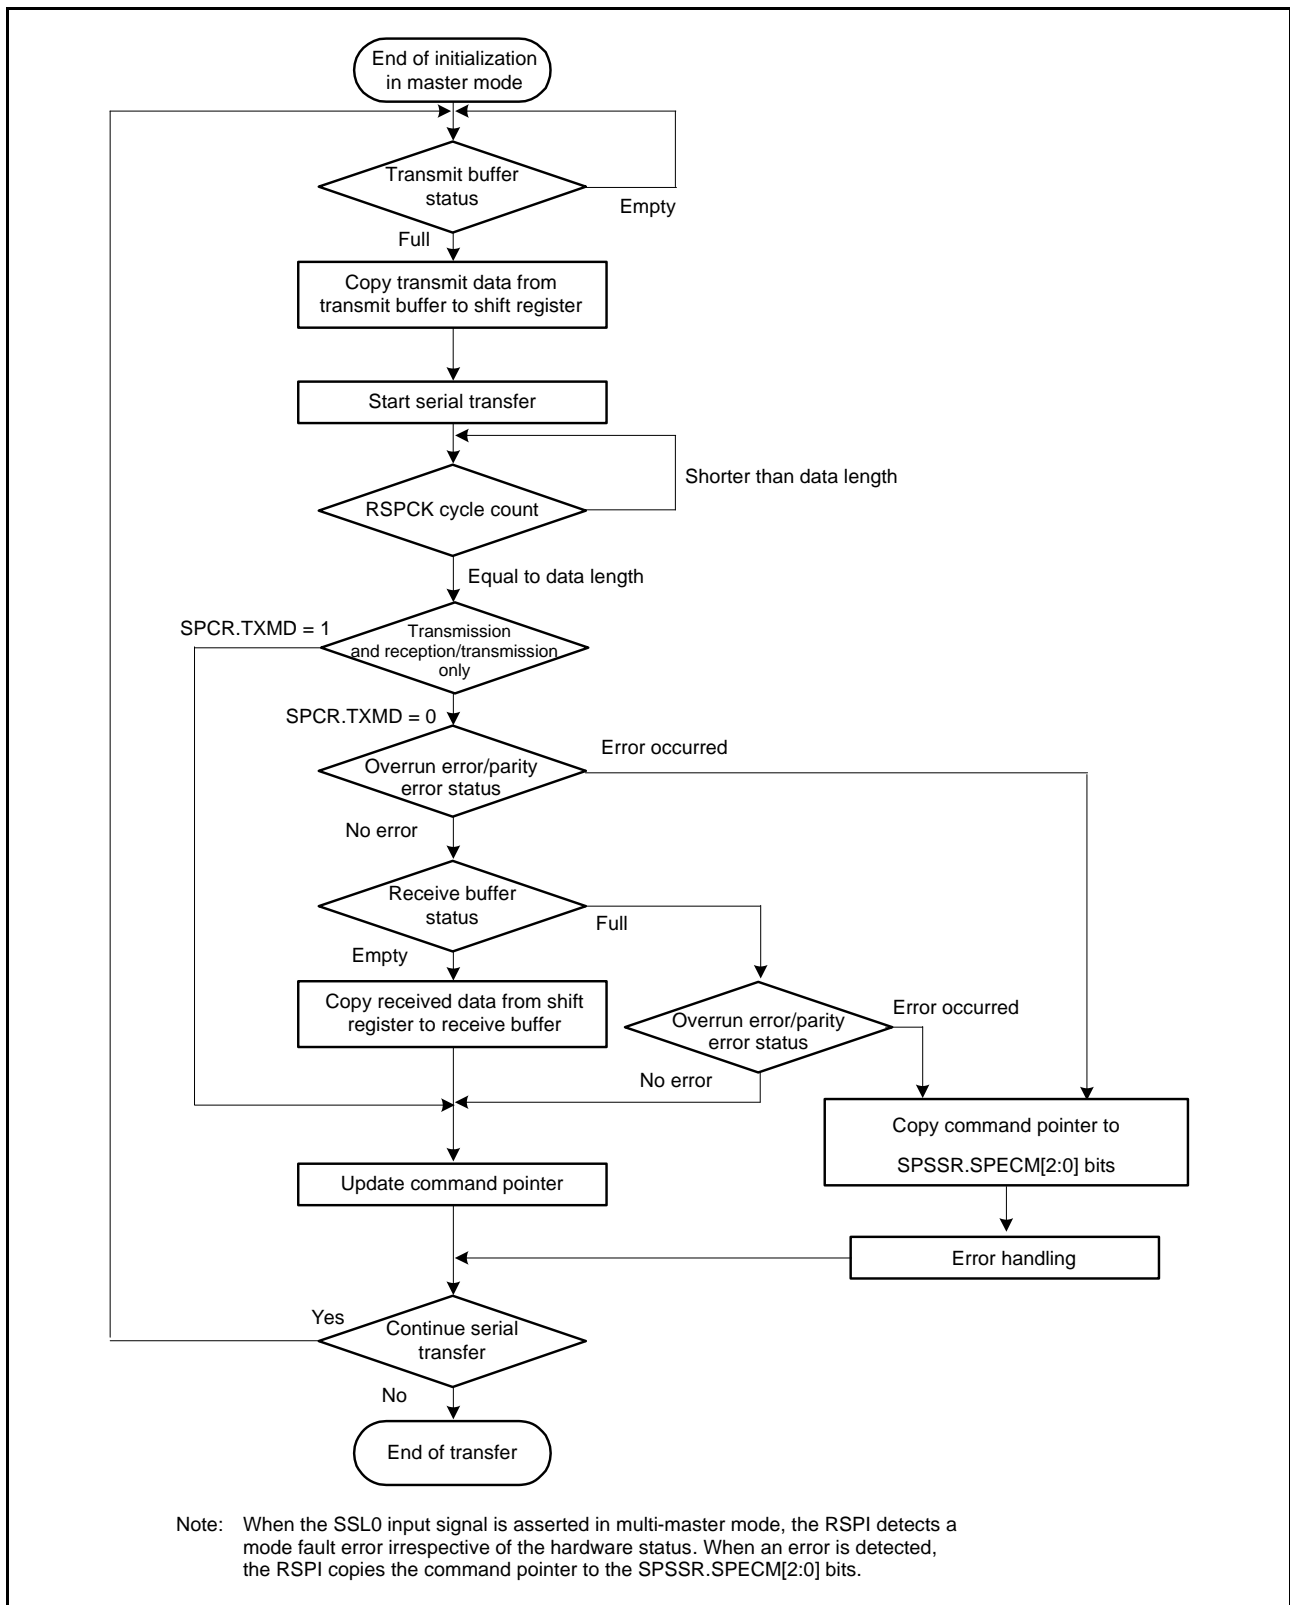 End of initialization
in master mode
Transmit buffer
status
Empty
Full
Copy transmit data from
transmit buffer to shift register
Start serial transfer
Shorter than data length
RSPCK cycle count
Equal to data length
SPCR.TXMD = 1
Transmission
and reception/transmission
only
SPCR.TXMD = 0
Error occurred
Overrun error/parity
error status
No error
Receive buffer
status
Full
Empty
Copy received data from shift
register to receive buffer
Error occurred
Overrun error/parity
error status
No error
Copy command pointer to
SPSSR.SPECM[2:0] bits
Update command pointer
Error handling
Yes
Continue serial
transfer
No
End of transfer
Note: When the SSL0 input signal is asserted in multi-master mode, the RSPI detects a
mode fault error irrespective of the hardware status. When an error is detected,
the RSPI copies the command pointer to the SPSSR.SPECM[2:0] bits.